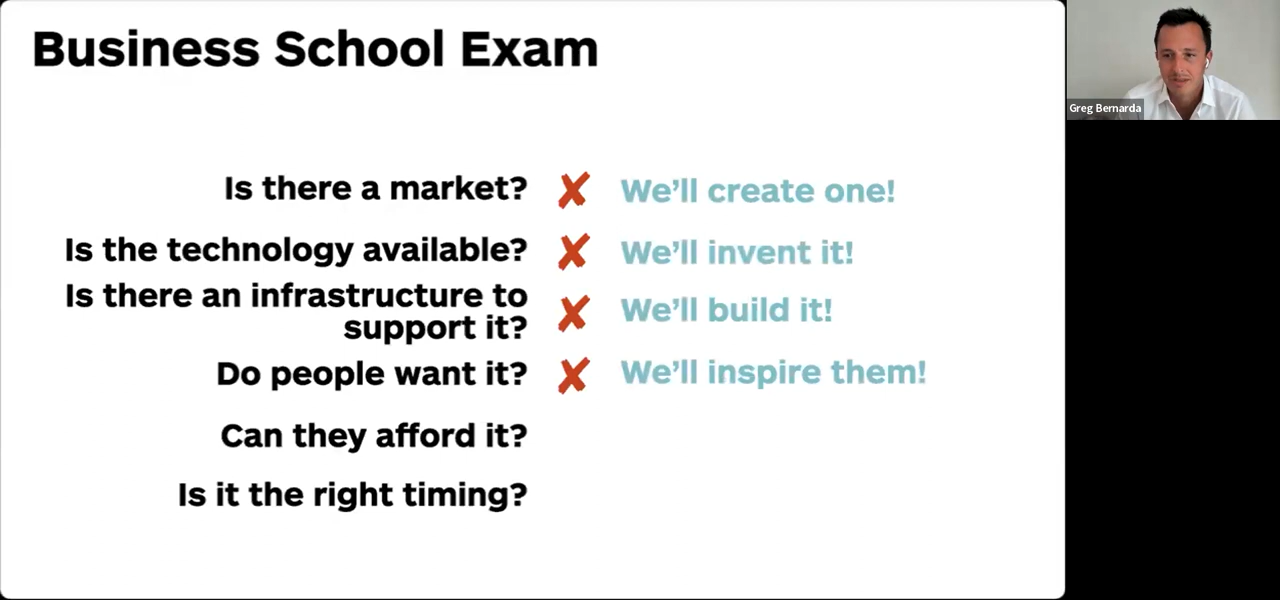 Business School Exam
Greg Bernarda
Is there a market? ✘ We'll create one!
Is the technology available? ✘ We'll invent it!
Is there an infrastructure to
support it? ✘ We'll build it!
Do people want it? ✘ We'll inspire them!
Can they afford it?
Is it the right timing?